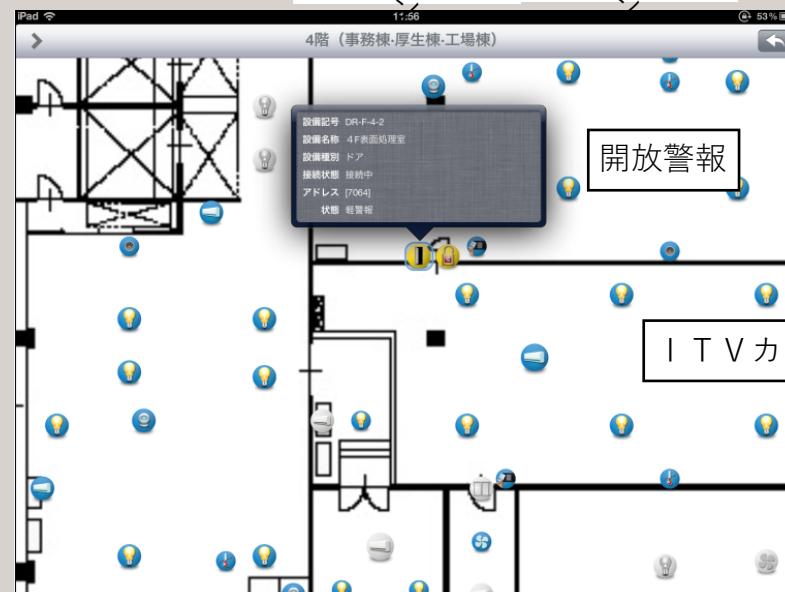 iPad
11:56
53%
4階（事務棟・厚生棟・工場棟）
設備記号 DR-F-4-2
設備名称 4F表面処理室
設備種別 ドア
接続状態 接続中
アドレス [7064]
状態 軽警報
開放警報
ＩＴＶカ